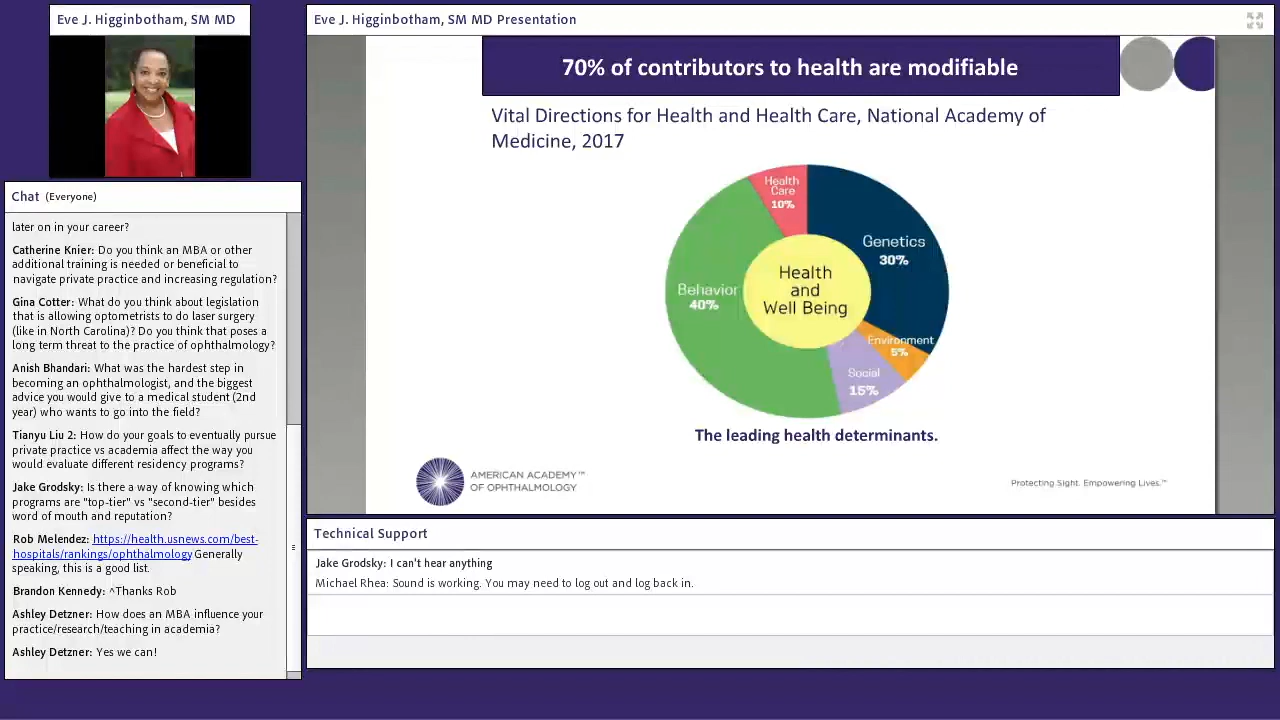 Eve J. Higginbotham, SM MD
Chat (Everyone)
later on in your career?
Catherine Knier: Do you think an MBA or other
additional training is needed or beneficial to
navigate private practice and increasing regulation?
Gina Cotter: What do you think about legislation
that is allowing optometrists to do laser surgery
(like in North Carolina)? Do you think that poses a
long term threat to the practice of ophthalmology?
Anish Bhandari: What was the hardest step in
becoming an ophthalmologist, and the biggest
advice you would give to a medical student (2nd
year) who wants to go into the field?
Tianyu Liu 2: How do your goals to eventually pursue
private practice vs academia affect the way you
would evaluate different residency programs?
Jake Grodsky: Is there a way of knowing which
programs are "top-tier" vs "second-tier" besides
word of mouth and reputation?
Rob Melendez: https://health.usnews.com/best-
hospitals/rankings/ophthalmology Generally
speaking, this is a good list.
Brandon Kennedy: ^Thanks Rob
Ashley Detzner: How does an MBA influence your
practice/research/teaching in academia?
Ashley Detzner: Yes we can!
Eve J. Higginbotham, SM MD Presentation
70% of contributors to health are modifiable
Vital Directions for Health and Health Care, National Academy of
Medicine, 2017
Health
Care
10%
Genetics
30%
Behavior
40%
Health
and
Well Being
Environment
5%
Social
15%
The leading health determinants.
AMERICAN ACADEMY™
OF OPHTHALMOLOGY
Protecting Sight. Empowering Lives.™
Technical Support
Jake Grodsky: I can't hear anything
Michael Rhea: Sound is working. You may need to log out and log back in.